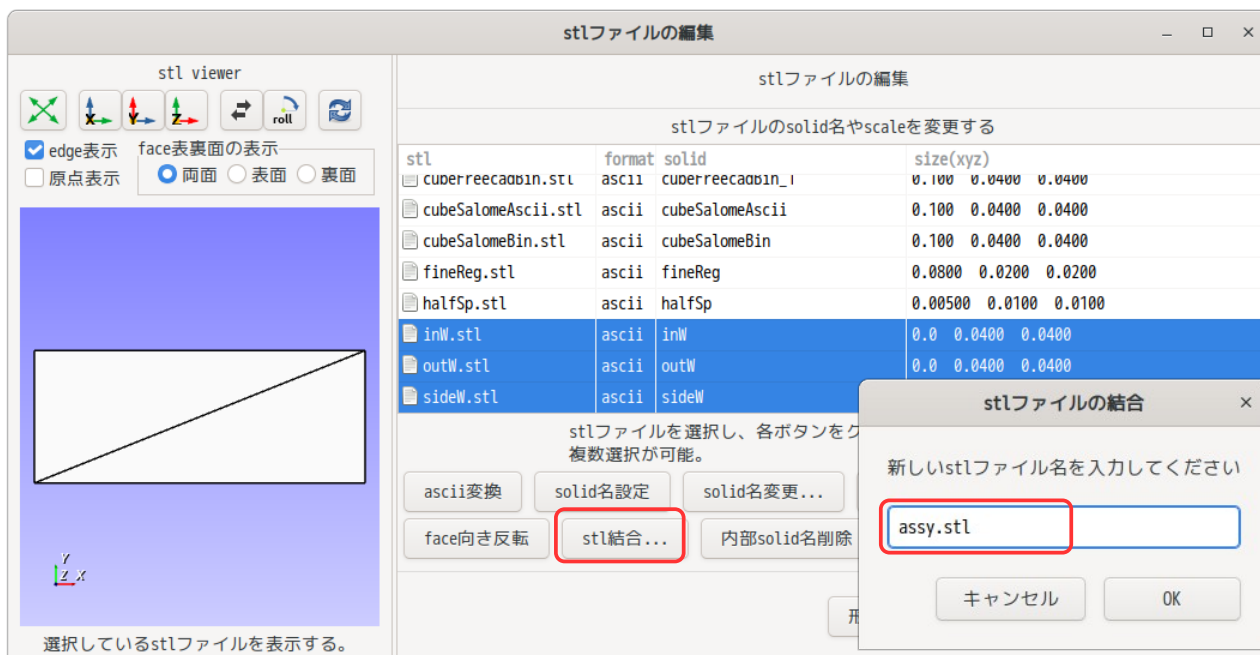 stlファイルの編集
stl viewer
X Y Z roll
edge表示 face表裏面の表示
原点表示 両面 表面 裏面
Y
Z X
選択しているstlファイルを表示する。
stlファイルの編集
stlファイルのsolid名やscaleを変更する
stl format solid size(xyz)
cubeFreecadBin.stl ascii cubeFreecadBin_1 0.100 0.0400 0.0400
cubeSalomeAscii.stl ascii cubeSalomeAscii 0.100 0.0400 0.0400
cubeSalomeBin.stl ascii cubeSalomeBin 0.100 0.0400 0.0400
fineReg.stl ascii fineReg 0.0800 0.0200 0.0200
halfSp.stl ascii halfSp 0.00500 0.0100 0.0100
inW.stl ascii inW 0.0 0.0400 0.0400
outW.stl ascii outW 0.0 0.0400 0.0400
sideW.stl ascii sideW
stlファイルを選択し、各ボタンをク
複数選択が可能。
ascii変換 solid名設定 solid名変更...
face向き反転 stl結合... 内部solid名削除
stlファイルの結合
新しいstlファイル名を入力してください
assy.stl
キャンセル OK